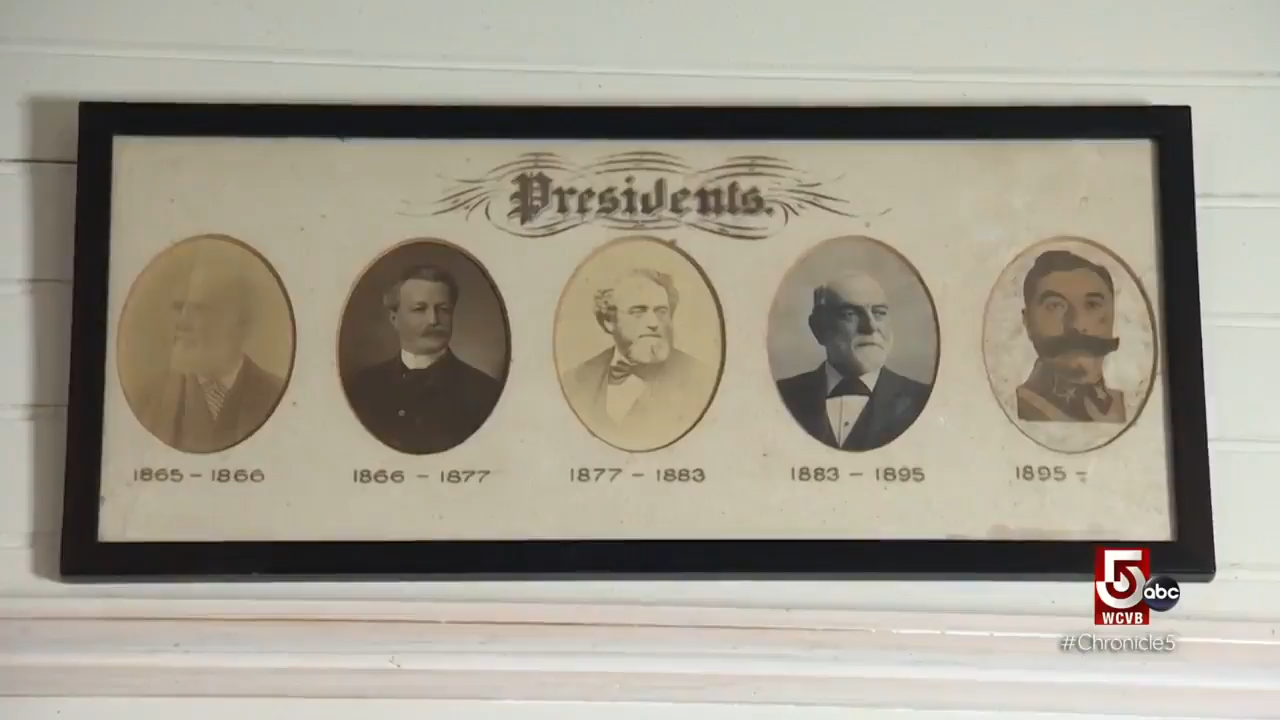 Presidents.
1865 - 1866
1866 - 1877
1877 - 1883
1883 - 1895
1895 -
5 abc
WCVB
#Chronicle5